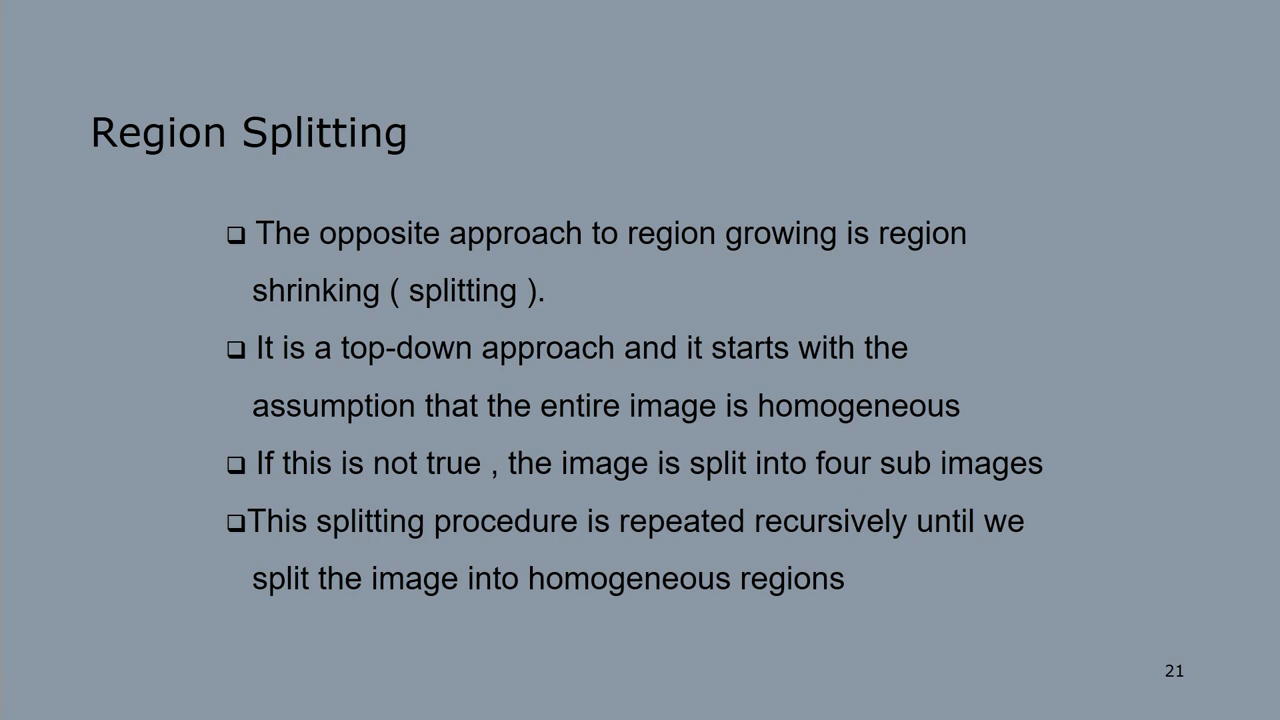 Region Splitting
❑ The opposite approach to region growing is region
shrinking ( splitting ).
❑ It is a top-down approach and it starts with the
assumption that the entire image is homogeneous
❑ If this is not true , the image is split into four sub images
❑This splitting procedure is repeated recursively until we
split the image into homogeneous regions
21